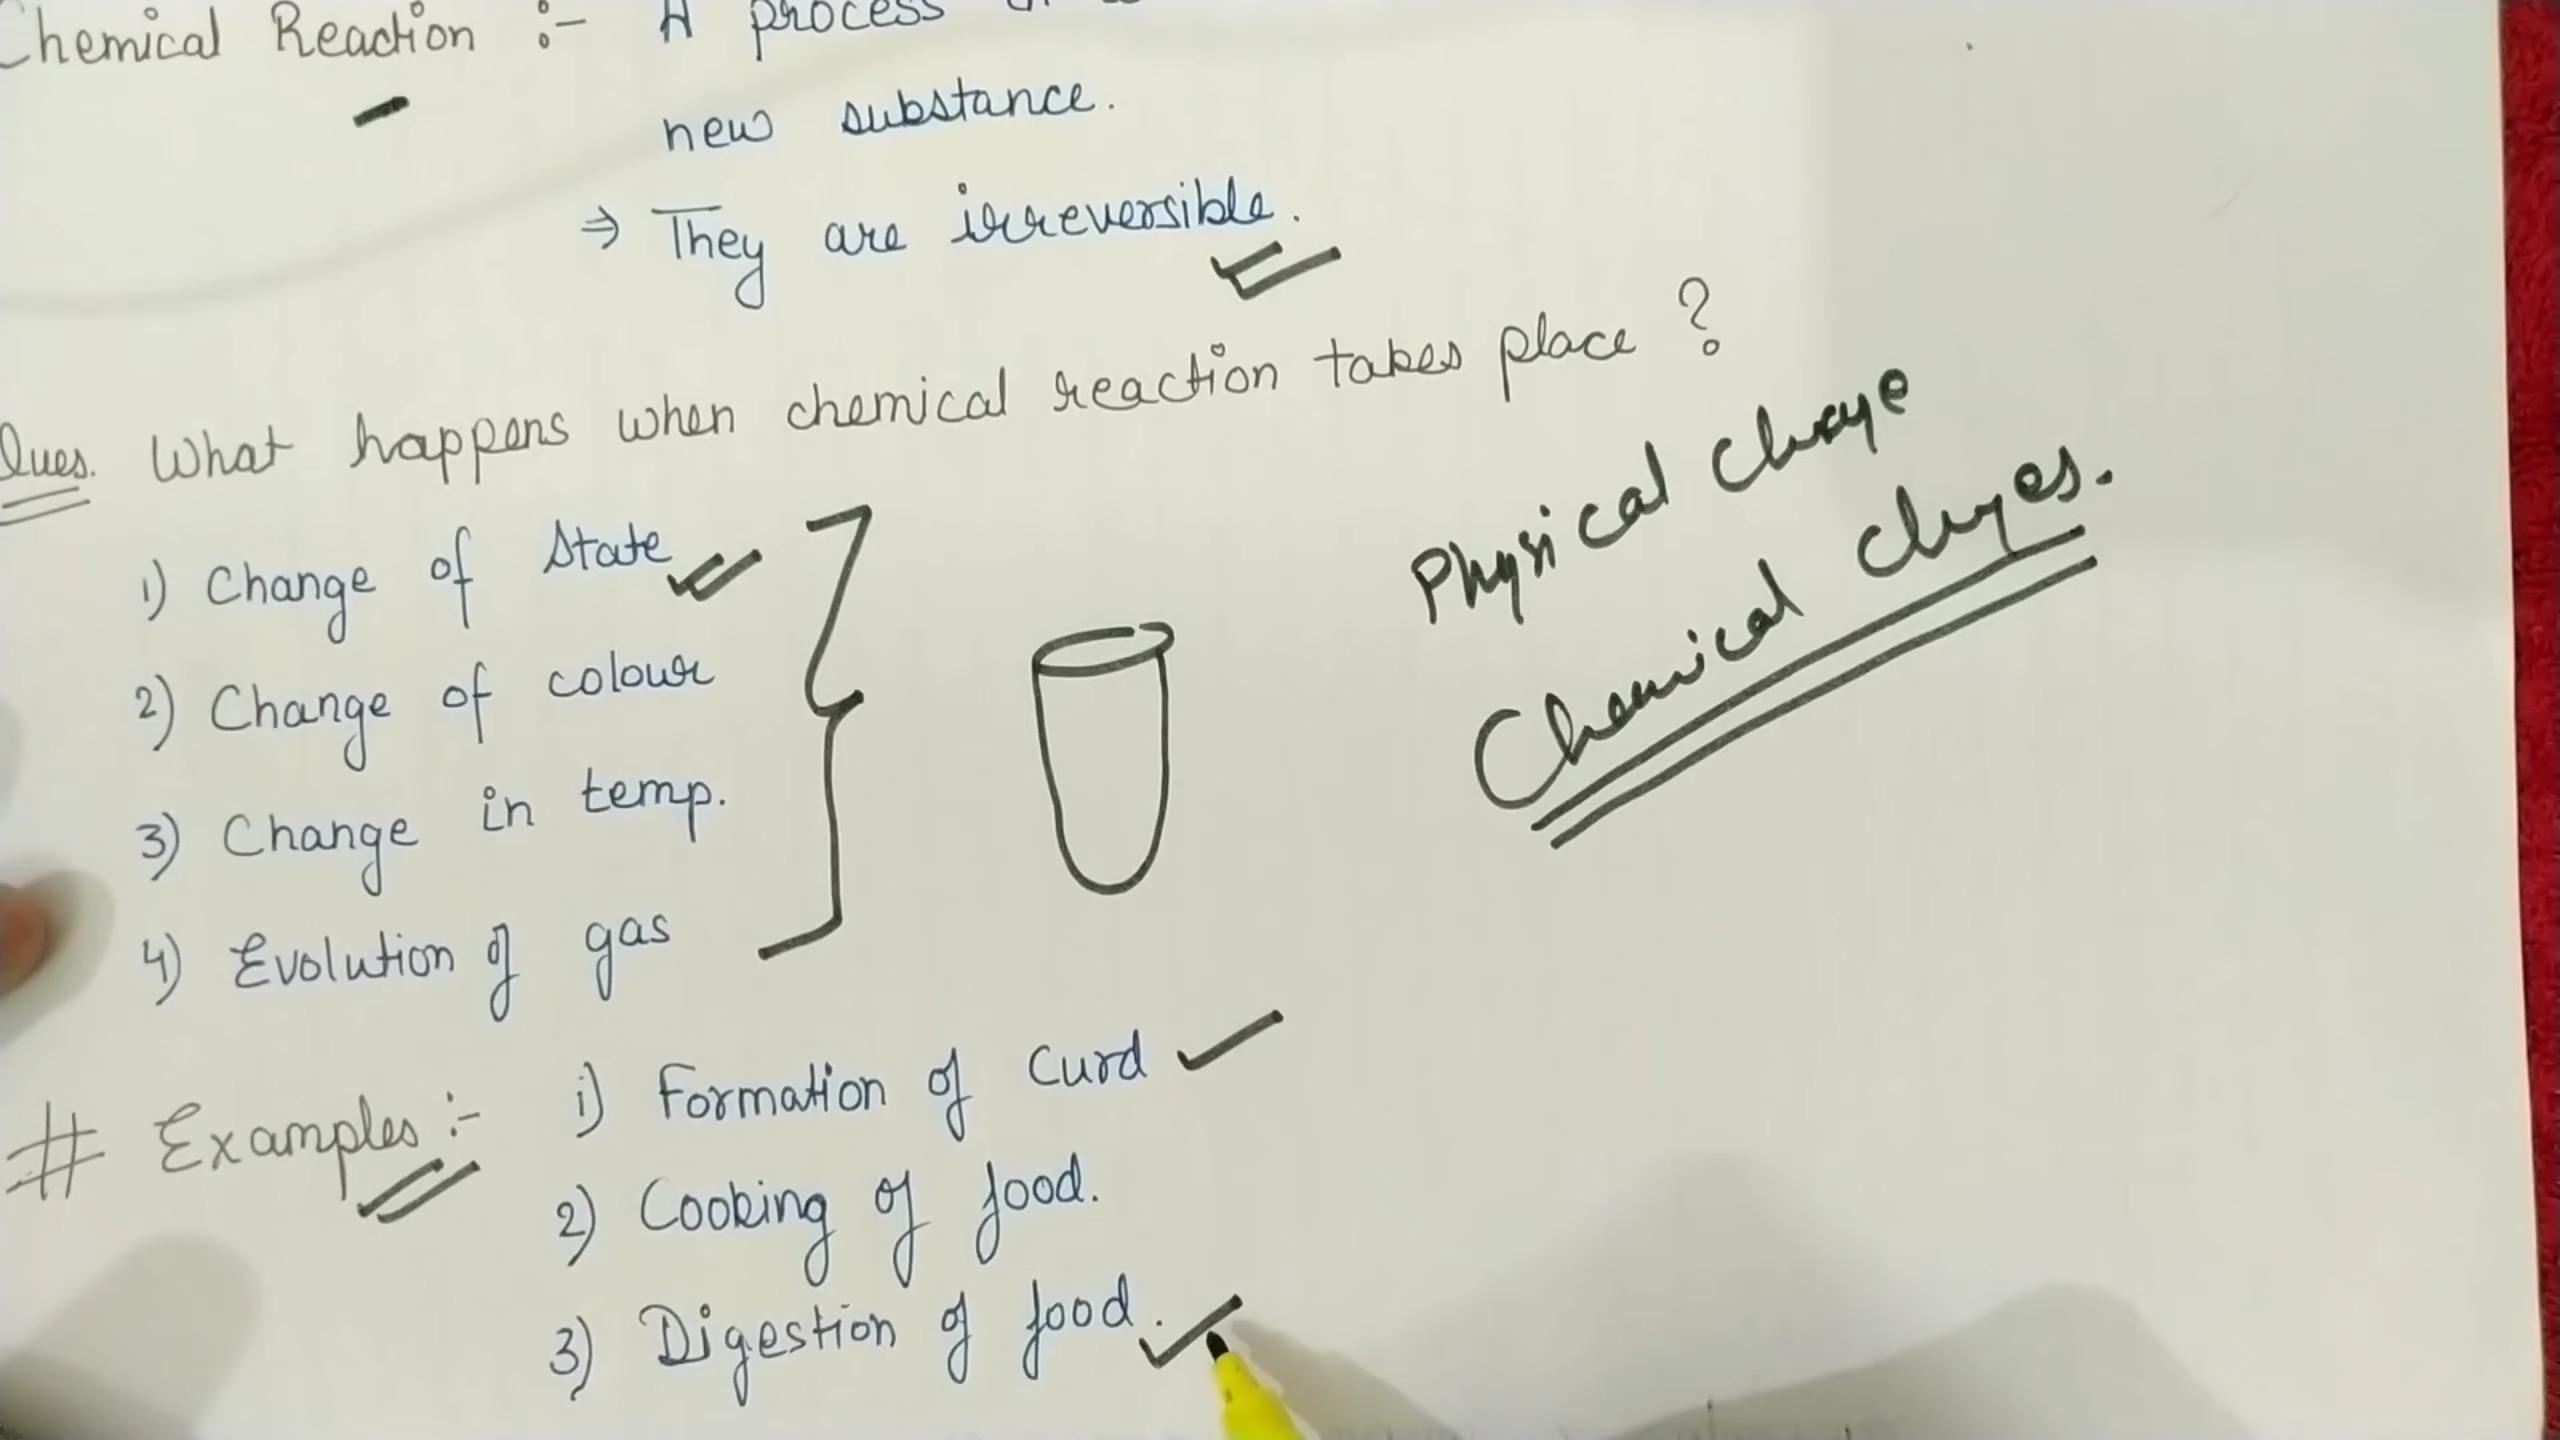 Chemical Reaction :- A process
new substance.
⇒ They are irreversible.
Ques. What happens when chemical reaction takes place ?
1) Change of State
2) Change of colour
3) Change in temp.
4) Evolution of gas
Physical Change
Chemical Changes.
# Examples :- i) Formation of Curd
2) Cooking of food.
3) Digestion of food.